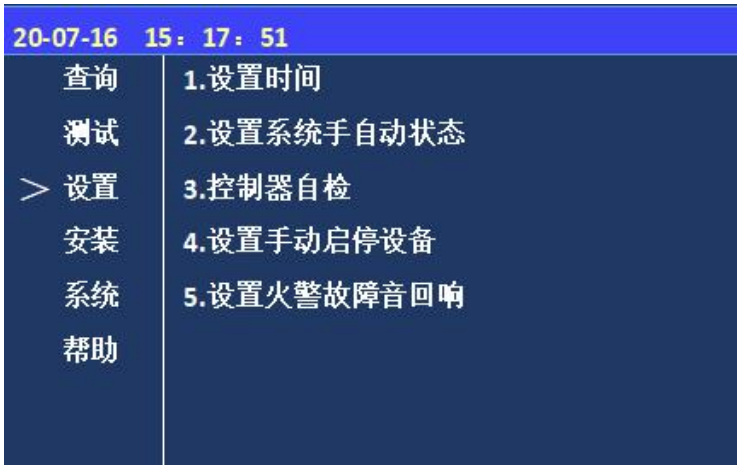 20-07-16 15：17：51
查询
测试
＞ 设置
安装
系统
帮助
1.设置时间
2.设置系统手自动状态
3.控制器自检
4.设置手动启停设备
5.设置火警故障音回响